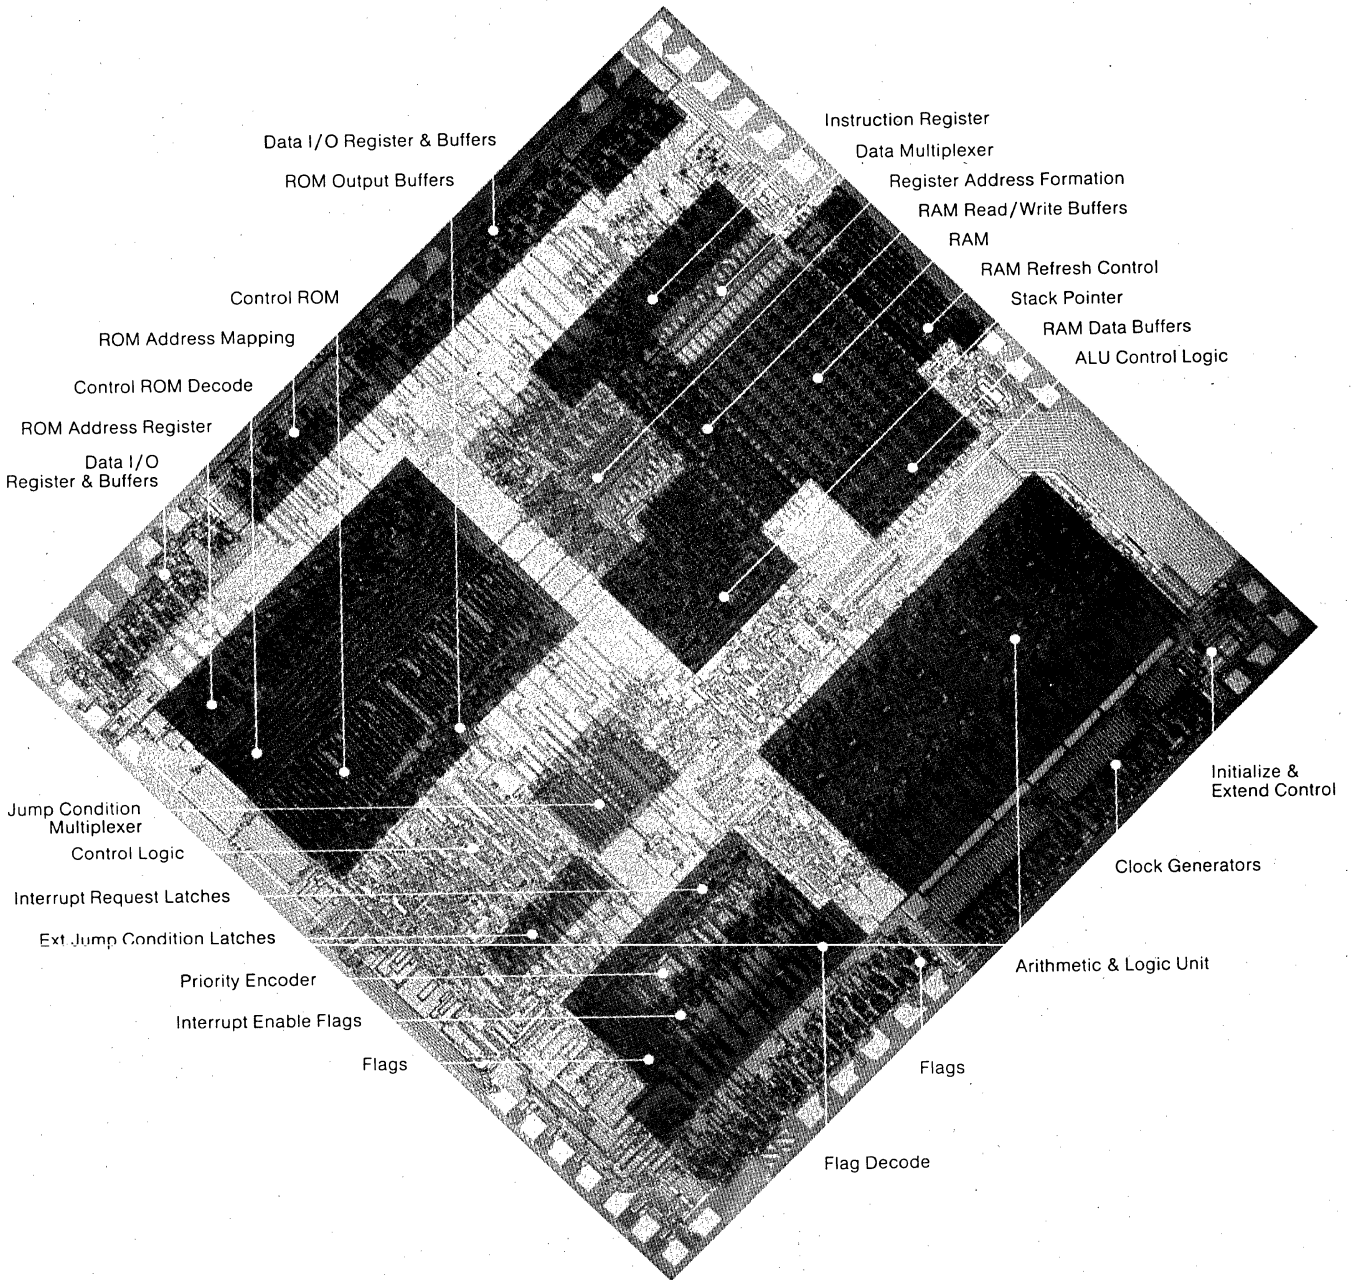 Data I/O Register & Buffers
ROM Output Buffers
Control ROM
ROM Address Mapping
Control ROM Decode
ROM Address Register
Data I/O
Register & Buffers
Instruction Register
Data Multiplexer
Register Address Formation
RAM Read/Write Buffers
RAM
RAM Refresh Control
Stack Pointer
RAM Data Buffers
ALU Control Logic
Jump Condition
Multiplexer
Control Logic
Interrupt Request Latches
Ext. Jump Condition Latches
Priority Encoder
Interrupt Enable Flags
Flags
Initialize &
Extend Control
Clock Generators
Arithmetic & Logic Unit
Flags
Flag Decode